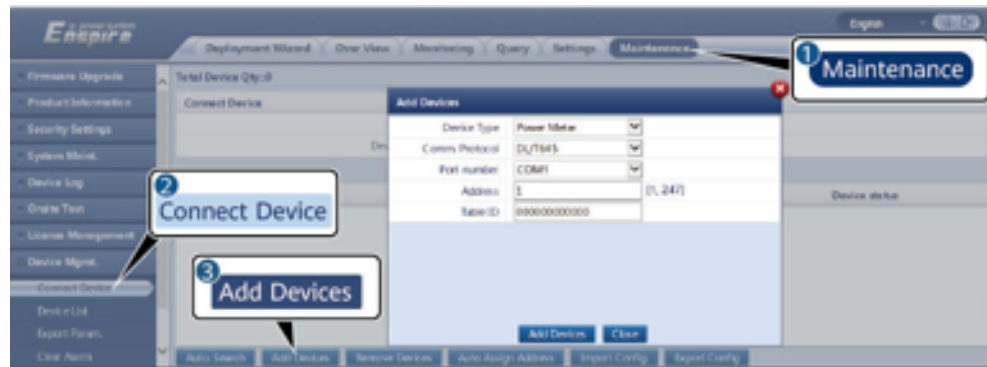 Enspire
English
Deployment Wizard
Over View
Monitoring
Query
Settings
Maintenance
1
Maintenance
Firmware Upgrade
Product Information
Security Settings
System Maint.
Device Log
Onsite Test
License Management
Device Mgmt.
Connect Device
Device List
Export Param.
Clear Alarm
Total Device Qty.:0
Connect Device
Device status
2
Connect Device
3
Add Devices
Add Devices
Device Type
Power Meter
Comms Protocol
DL/T645
Port number
COM1
Address
1
[1, 247]
Table ID
000000000000
Add Devices
Close
Auto. Search
Add Devices
Remove Devices
Auto Assign Address
Import Config
Export Config